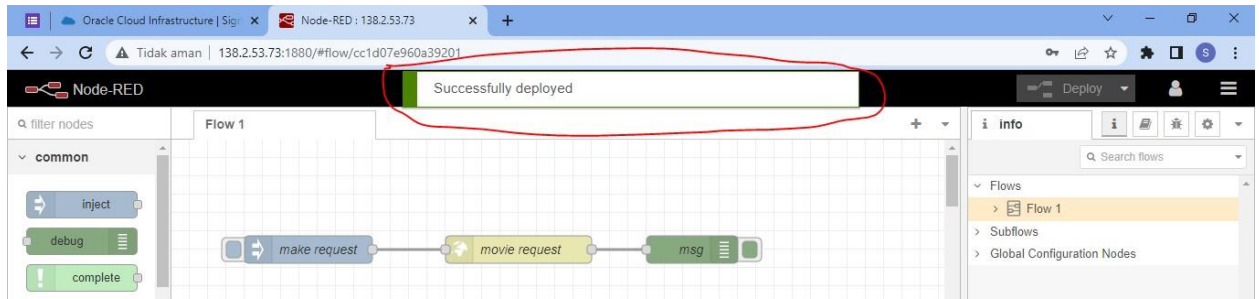 Oracle Cloud Infrastructure | Sign
Node-RED : 138.2.53.73
Tidak aman | 138.2.53.73:1880/#flow/cc1d07e960a39201
S
Node-RED
Successfully deployed
Deploy
filter nodes
Flow 1
i info
i
Search flows
common
inject
debug
complete
make request
movie request
msg
Flows
Flow 1
Subflows
Global Configuration Nodes